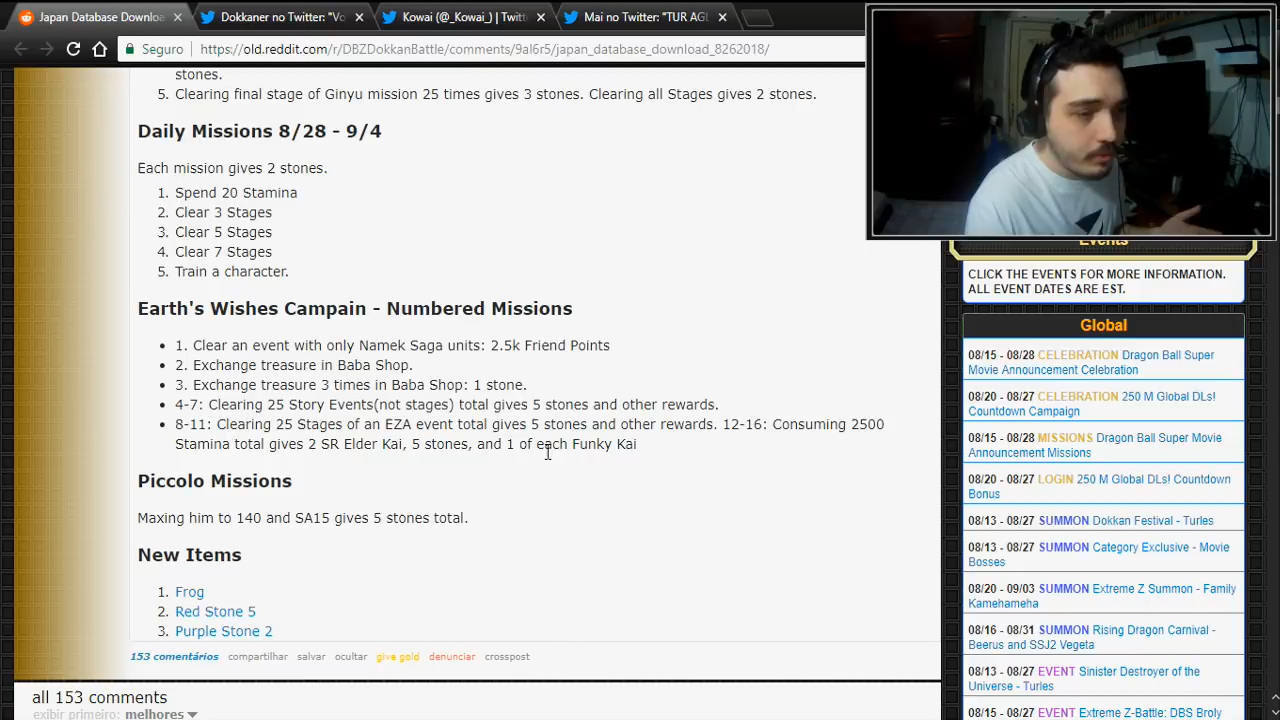 Japan Database Downloa
Dokkaner no Twitter: "Vo
Kowai (@_Kowai_) | Twitt
Mai no Twitter: "TUR AGL
Seguro
https://old.reddit.com/r/DBZDokkanBattle/comments/9al6r5/japan_database_download_8262018/
stones.
5. Clearing final stage of Ginyu mission 25 times gives 3 stones. Clearing all Stages gives 2 stones.
Daily Missions 8/28 - 9/4
Each mission gives 2 stones.
1. Spend 20 Stamina
2. Clear 3 Stages
3. Clear 5 Stages
4. Clear 7 Stages
5. Train a character.
Earth's Wishes Campain - Numbered Missions
• 1. Clear an event with only Namek Saga units: 2.5k Friend Points
• 2. Exchange treasure in Baba Shop.
• 3. Exchange treasure 3 times in Baba Shop: 1 stone.
• 4-7: Clearing 25 Story Events(not stages) total gives 5 stones and other rewards.
• 8-11: Clearing 25 Stages of an EZA event total gives 5 stones and other rewards. 12-16: Consuming 2500
Stamina total gives 2 SR Elder Kai, 5 stones, and 1 of each Funky Kai
Piccolo Missions
Maxing him to 140 and SA15 gives 5 stones total.
New Items
1. Frog
2. Red Stone 5
3. Purple Stone 2
153 comentários compartilhar salvar ocultar give gold denunciar crosspost
all 153 comments
exibir primeiro: melhores
Events
CLICK THE EVENTS FOR MORE INFORMATION.
ALL EVENT DATES ARE EST.
Global
08/15 - 08/28 CELEBRATION Dragon Ball Super
Movie Announcement Celebration
08/20 - 08/27 CELEBRATION 250 M Global DLs!
Countdown Campaign
08/15 - 08/28 MISSIONS Dragon Ball Super Movie
Announcement Missions
08/20 - 08/27 LOGIN 250 M Global DLs! Countdown
Bonus
08/13 - 08/27 SUMMON Dokkan Festival - Turles
08/13 - 08/27 SUMMON Category Exclusive - Movie
Bosses
08/20 - 09/03 SUMMON Extreme Z Summon - Family
Kamehameha
08/16 - 08/31 SUMMON Rising Dragon Carnival -
Beerus and SSJ2 Vegeta
08/13 - 08/27 EVENT Sinister Destroyer of the
Universe - Turles
08/15 - 08/27 EVENT Extreme Z-Battle: DBS Broly